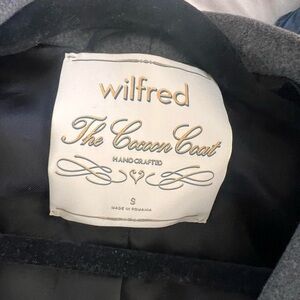 wilfred
The Cocoon Coat
HANDCRAFTED
S
MADE IN ROMANIA